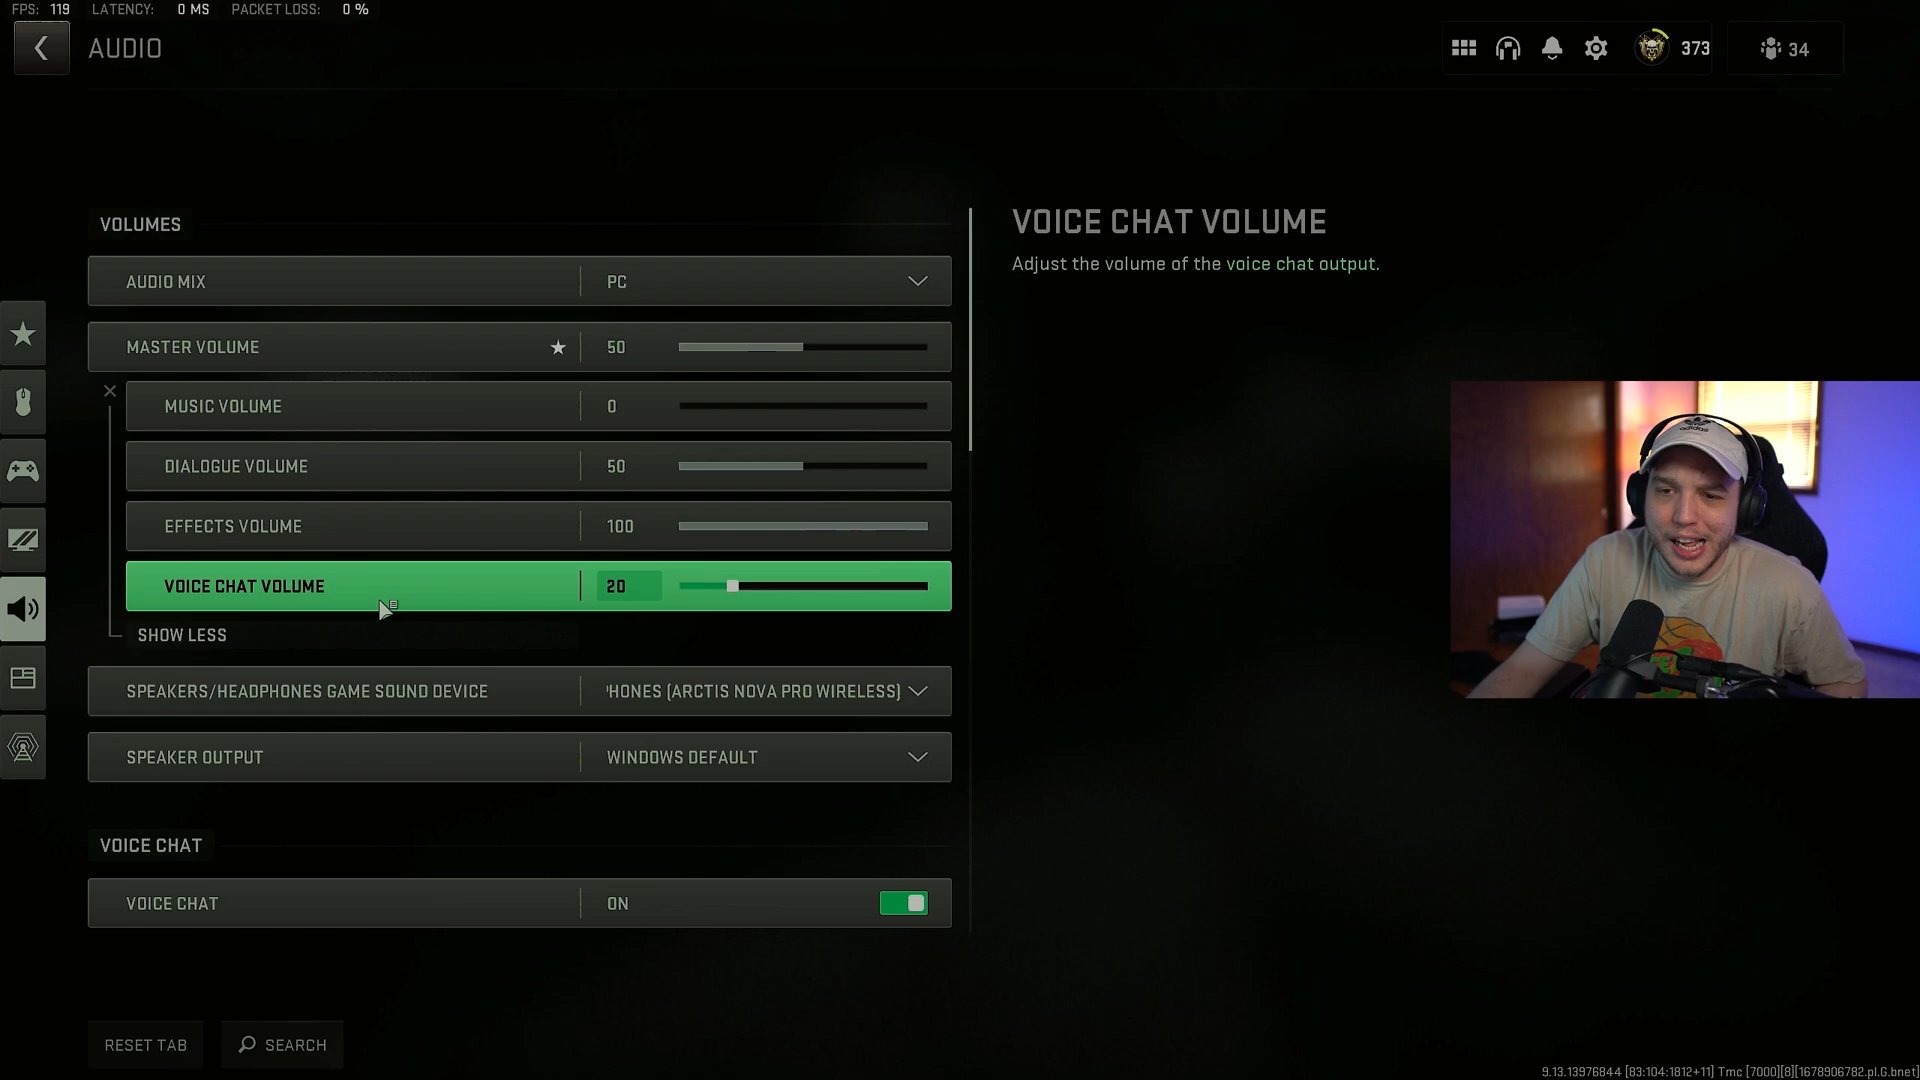 FPS: 119 LATENCY: 0 MS PACKET LOSS: 0 %
AUDIO
373
34
VOLUMES
AUDIO MIX PC
MASTER VOLUME 50
MUSIC VOLUME 0
DIALOGUE VOLUME 50
EFFECTS VOLUME 100
VOICE CHAT VOLUME 20
SHOW LESS
SPEAKERS/HEADPHONES GAME SOUND DEVICE 'HONES (ARCTIS NOVA PRO WIRELESS)
SPEAKER OUTPUT WINDOWS DEFAULT
VOICE CHAT
VOICE CHAT ON
RESET TAB SEARCH
VOICE CHAT VOLUME
Adjust the volume of the voice chat output.
adidas
9.13.13976844 [83:104:1812+11] Tmc [7000][8][1678906782.pl.G.bnet]